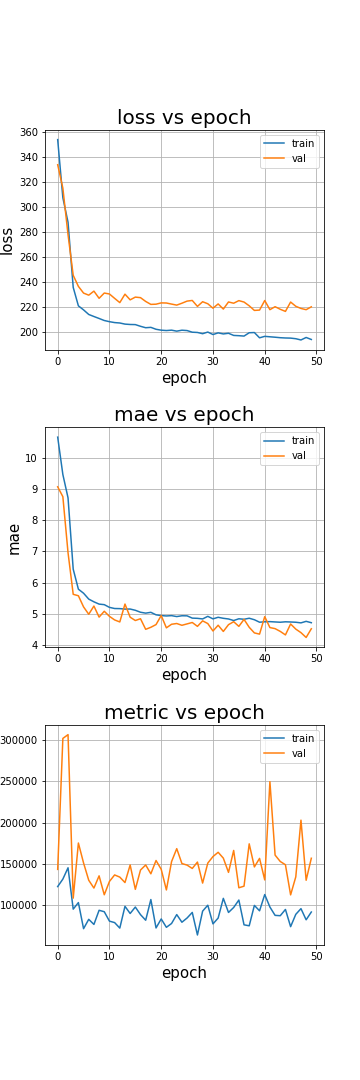 loss vs epoch
360
340
320
300
280
260
240
220
200
loss
train
val
0 10 20 30 40 50
epoch
mae vs epoch
10
9
8
7
6
5
4
mae
train
val
0 10 20 30 40 50
epoch
metric vs epoch
300000
250000
200000
150000
100000
train
val
0 10 20 30 40 50
epoch